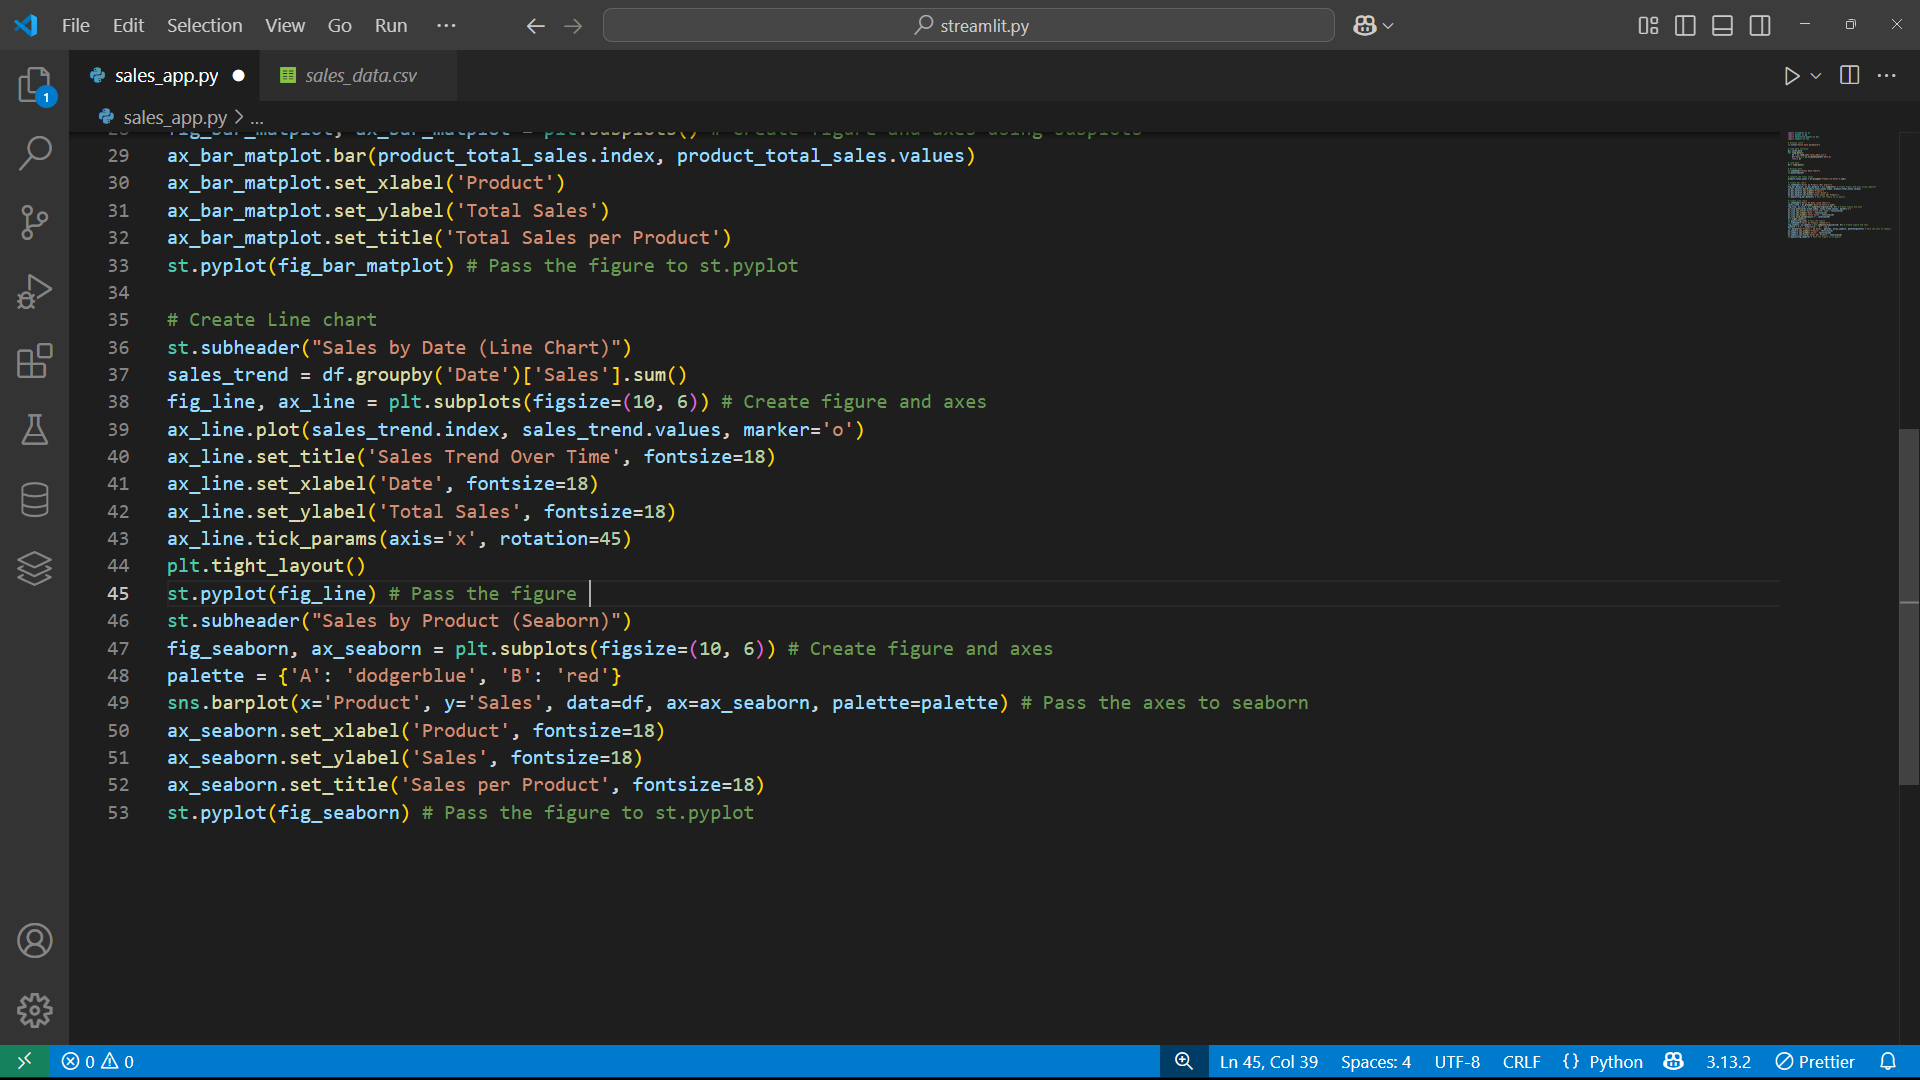 File Edit Selection View Go Run ···
streamlit.py
sales_app.py
sales_data.csv
1
sales_app.py > ...
28 fig_bar_matplot, ax_bar_matplot = plt.subplots() # Create figure and axes using subplots
29 ax_bar_matplot.bar(product_total_sales.index, product_total_sales.values)
30 ax_bar_matplot.set_xlabel('Product')
31 ax_bar_matplot.set_ylabel('Total Sales')
32 ax_bar_matplot.set_title('Total Sales per Product')
33 st.pyplot(fig_bar_matplot) # Pass the figure to st.pyplot
34
35 # Create Line chart
36 st.subheader("Sales by Date (Line Chart)")
37 sales_trend = df.groupby('Date')['Sales'].sum()
38 fig_line, ax_line = plt.subplots(figsize=(10, 6)) # Create figure and axes
39 ax_line.plot(sales_trend.index, sales_trend.values, marker='o')
40 ax_line.set_title('Sales Trend Over Time', fontsize=18)
41 ax_line.set_xlabel('Date', fontsize=18)
42 ax_line.set_ylabel('Total Sales', fontsize=18)
43 ax_line.tick_params(axis='x', rotation=45)
44 plt.tight_layout()
45 st.pyplot(fig_line) # Pass the figure
46 st.subheader("Sales by Product (Seaborn)")
47 fig_seaborn, ax_seaborn = plt.subplots(figsize=(10, 6)) # Create figure and axes
48 palette = {'A': 'dodgerblue', 'B': 'red'}
49 sns.barplot(x='Product', y='Sales', data=df, ax=ax_seaborn, palette=palette) # Pass the axes to seaborn
50 ax_seaborn.set_xlabel('Product', fontsize=18)
51 ax_seaborn.set_ylabel('Sales', fontsize=18)
52 ax_seaborn.set_title('Sales per Product', fontsize=18)
53 st.pyplot(fig_seaborn) # Pass the figure to st.pyplot
0 0 Ln 45, Col 39 Spaces: 4 UTF-8 CRLF {} Python 3.13.2 Prettier